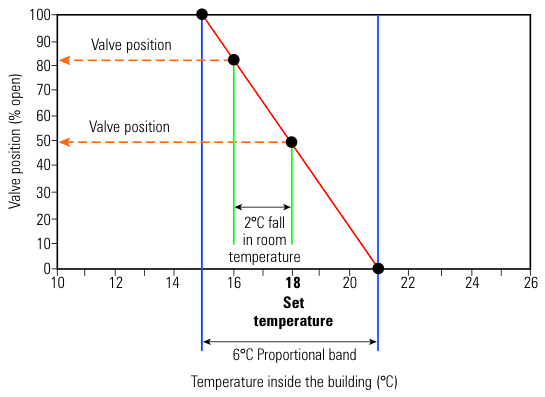 Valve position (% open)
100
90
80
70
60
50
40
30
20
10
0
Valve position
Valve position
2°C fall
in room
temperature
10
12
14
16
18
20
22
24
26
Set
temperature
6°C Proportional band
Temperature inside the building (°C)